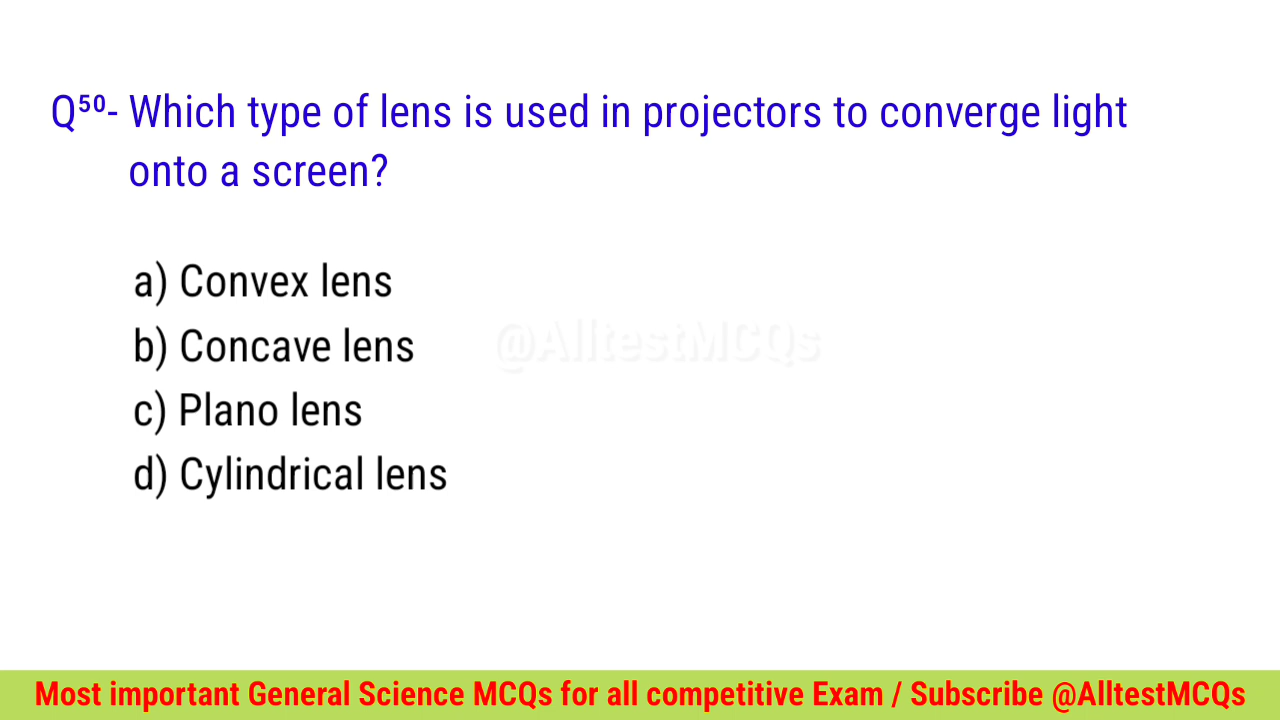 Q⁵⁰- Which type of lens is used in projectors to converge light
onto a screen?
a) Convex lens
b) Concave lens
@AlltestMCQs
c) Plano lens
d) Cylindrical lens
Most important General Science MCQs for all competitive Exam / Subscribe @AlltestMCQs